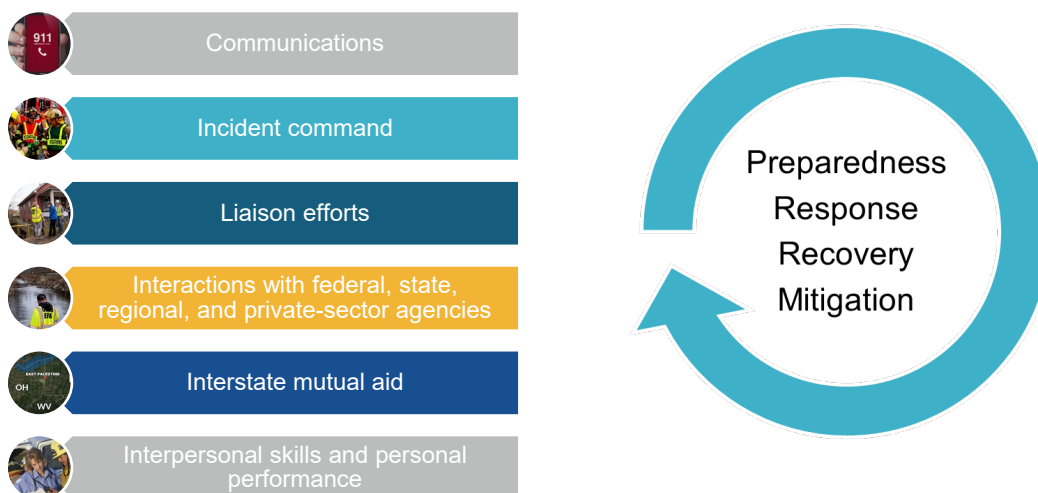 911
Communications
Incident command
Liaison efforts
Interactions with federal, state,
regional, and private-sector agencies
EPA
EAST PALESTINE
OH
WV
Interstate mutual aid
Interpersonal skills and personal
performance
Preparedness
Response
Recovery
Mitigation